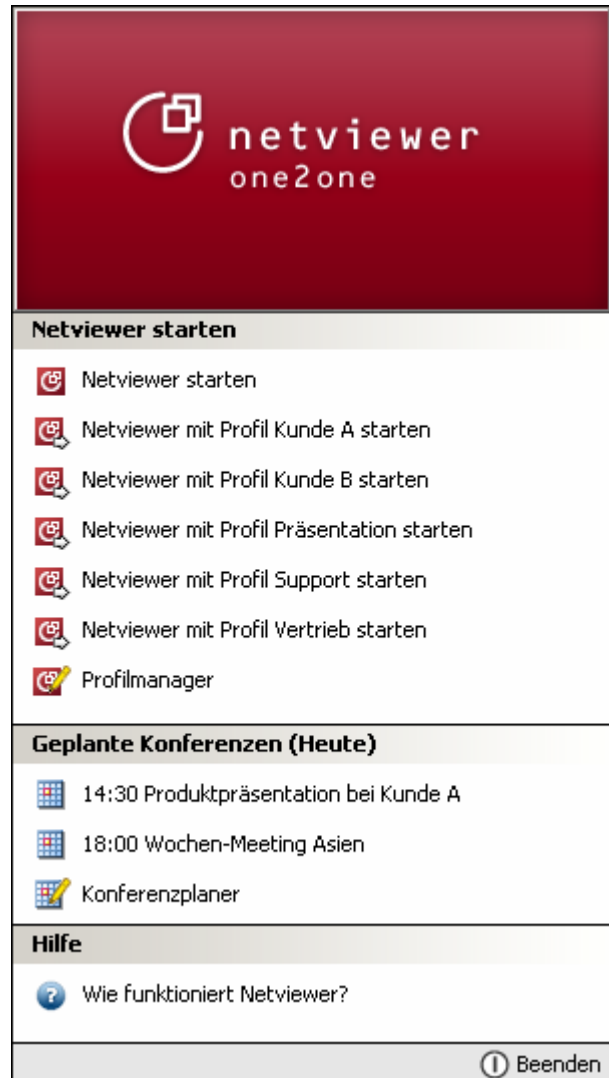 netviewer
one2one
Netviewer starten
Netviewer starten
Netviewer mit Profil Kunde A starten
Netviewer mit Profil Kunde B starten
Netviewer mit Profil Präsentation starten
Netviewer mit Profil Support starten
Netviewer mit Profil Vertrieb starten
Profilmanager
Geplante Konferenzen (Heute)
14:30 Produktpräsentation bei Kunde A
18:00 Wochen-Meeting Asien
Konferenzplaner
Hilfe
Wie funktioniert Netviewer?
Beenden